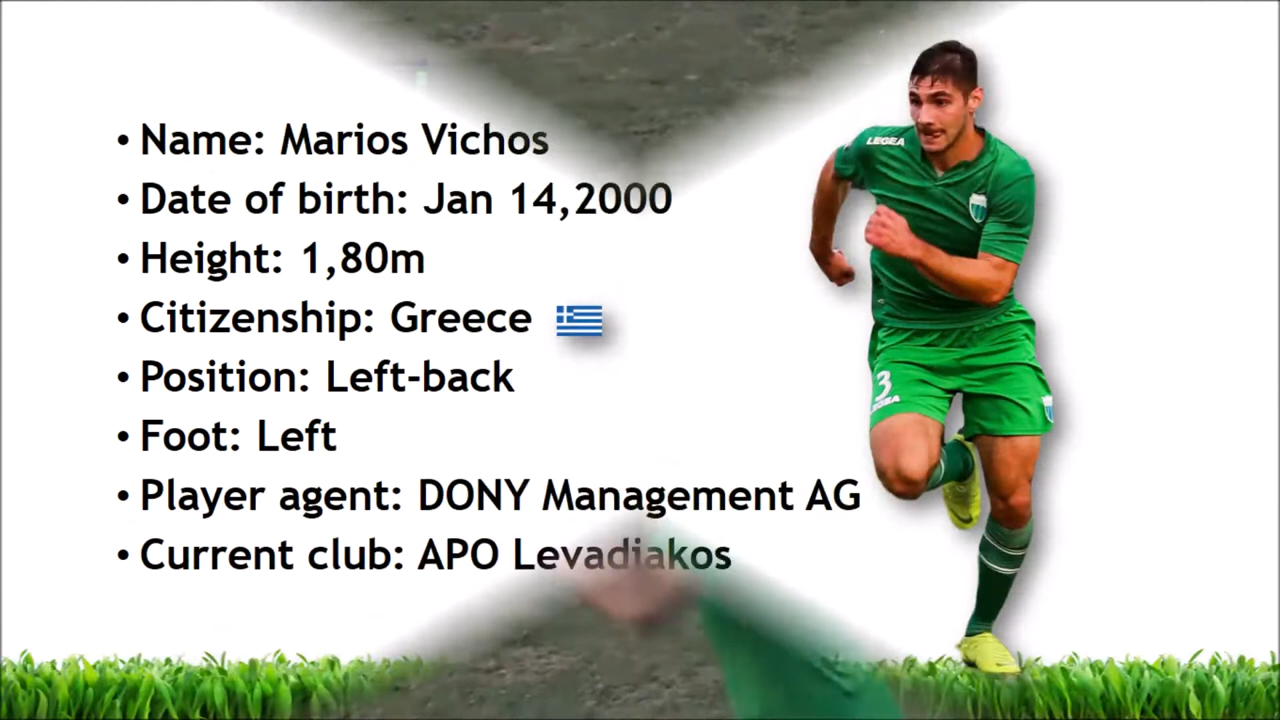 • Name: Marios Vichos
• Date of birth: Jan 14,2000
• Height: 1,80m
• Citizenship: Greece
• Position: Left-back
• Foot: Left
• Player agent: DONY Management AG
• Current club: APO Levadiakos
LEGEA
3
LEGEA